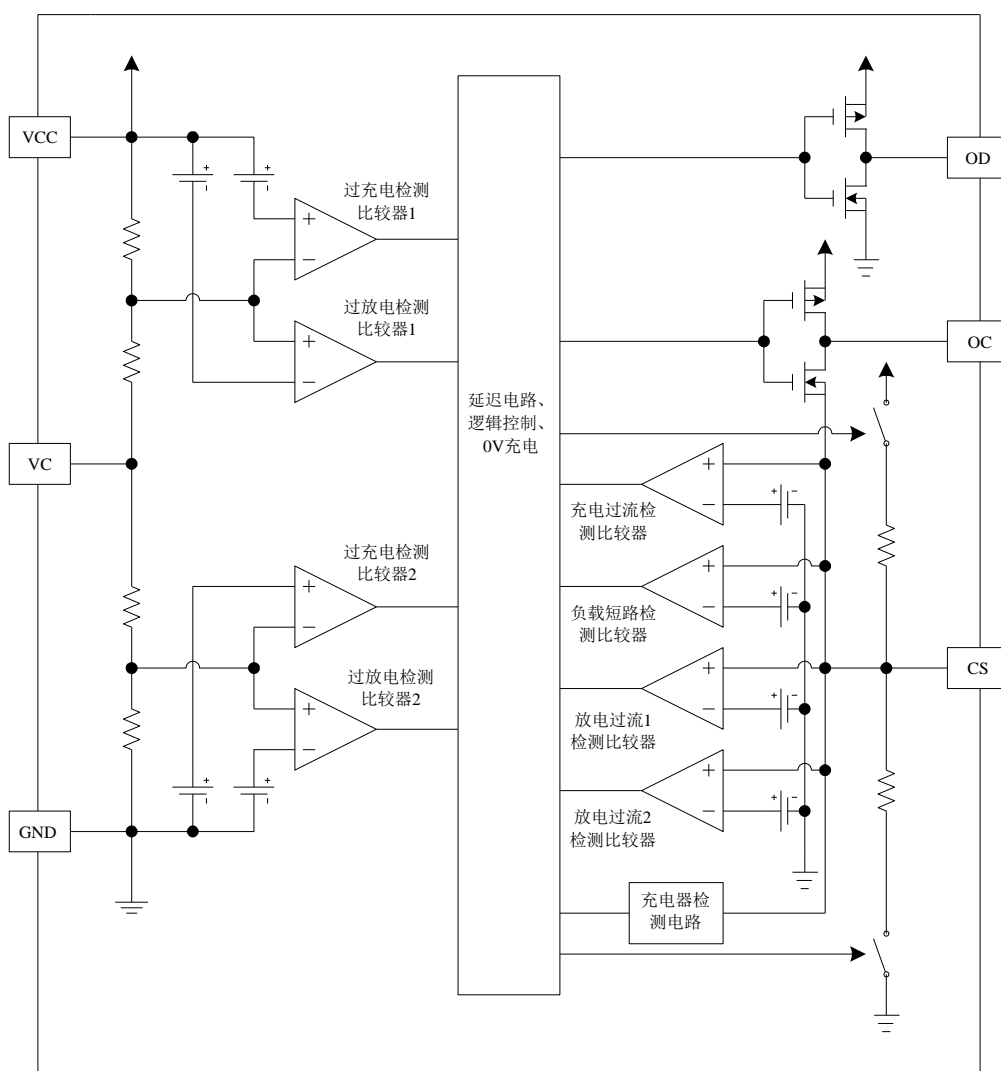 VCC
过充电检测
比较器1
过放电检测
比较器1
VC
过充电检测
比较器2
过放电检测
比较器2
GND
延迟电路、
逻辑控制、
0V充电
OD
OC
充电过流检
测比较器
负载短路检
测比较器
CS
放电过流1
检测比较器
放电过流2
检测比较器
充电器检
测电路